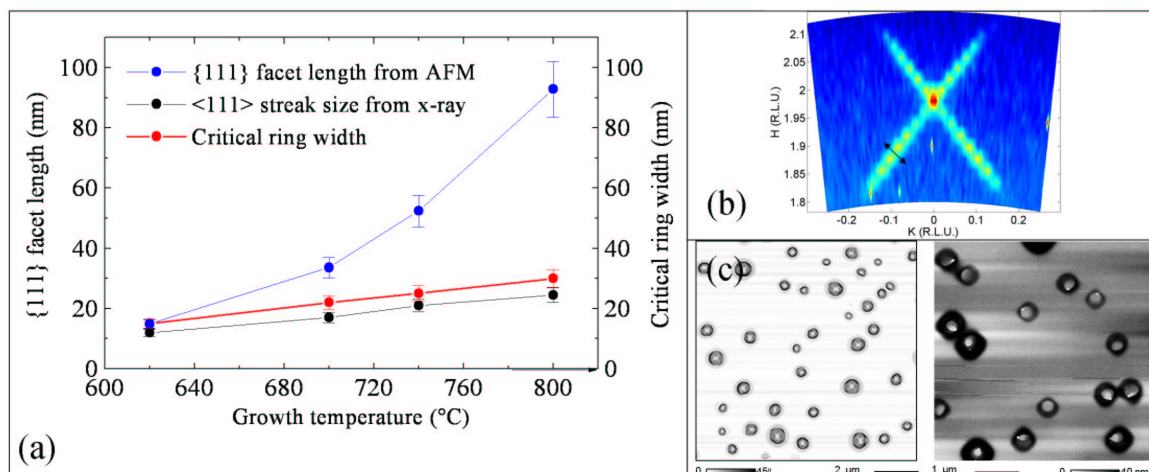 100
80
60
40
20
0
{111} facet length (nm)
{111} facet length from AFM
<111> streak size from x-ray
Critical ring width
100
80
60
40
20
0
Critical ring width (nm)
600
640
680
720
760
800
Growth temperature (°C)
(a)
2.1
2.05
2
1.95
1.9
1.85
1.8
H (R.L.U.)
-0.2
-0.1
0
0.1
0.2
K (R.L.U.)
(b)
(c)
0
45°
2 µm
1 µm
0
40 nm